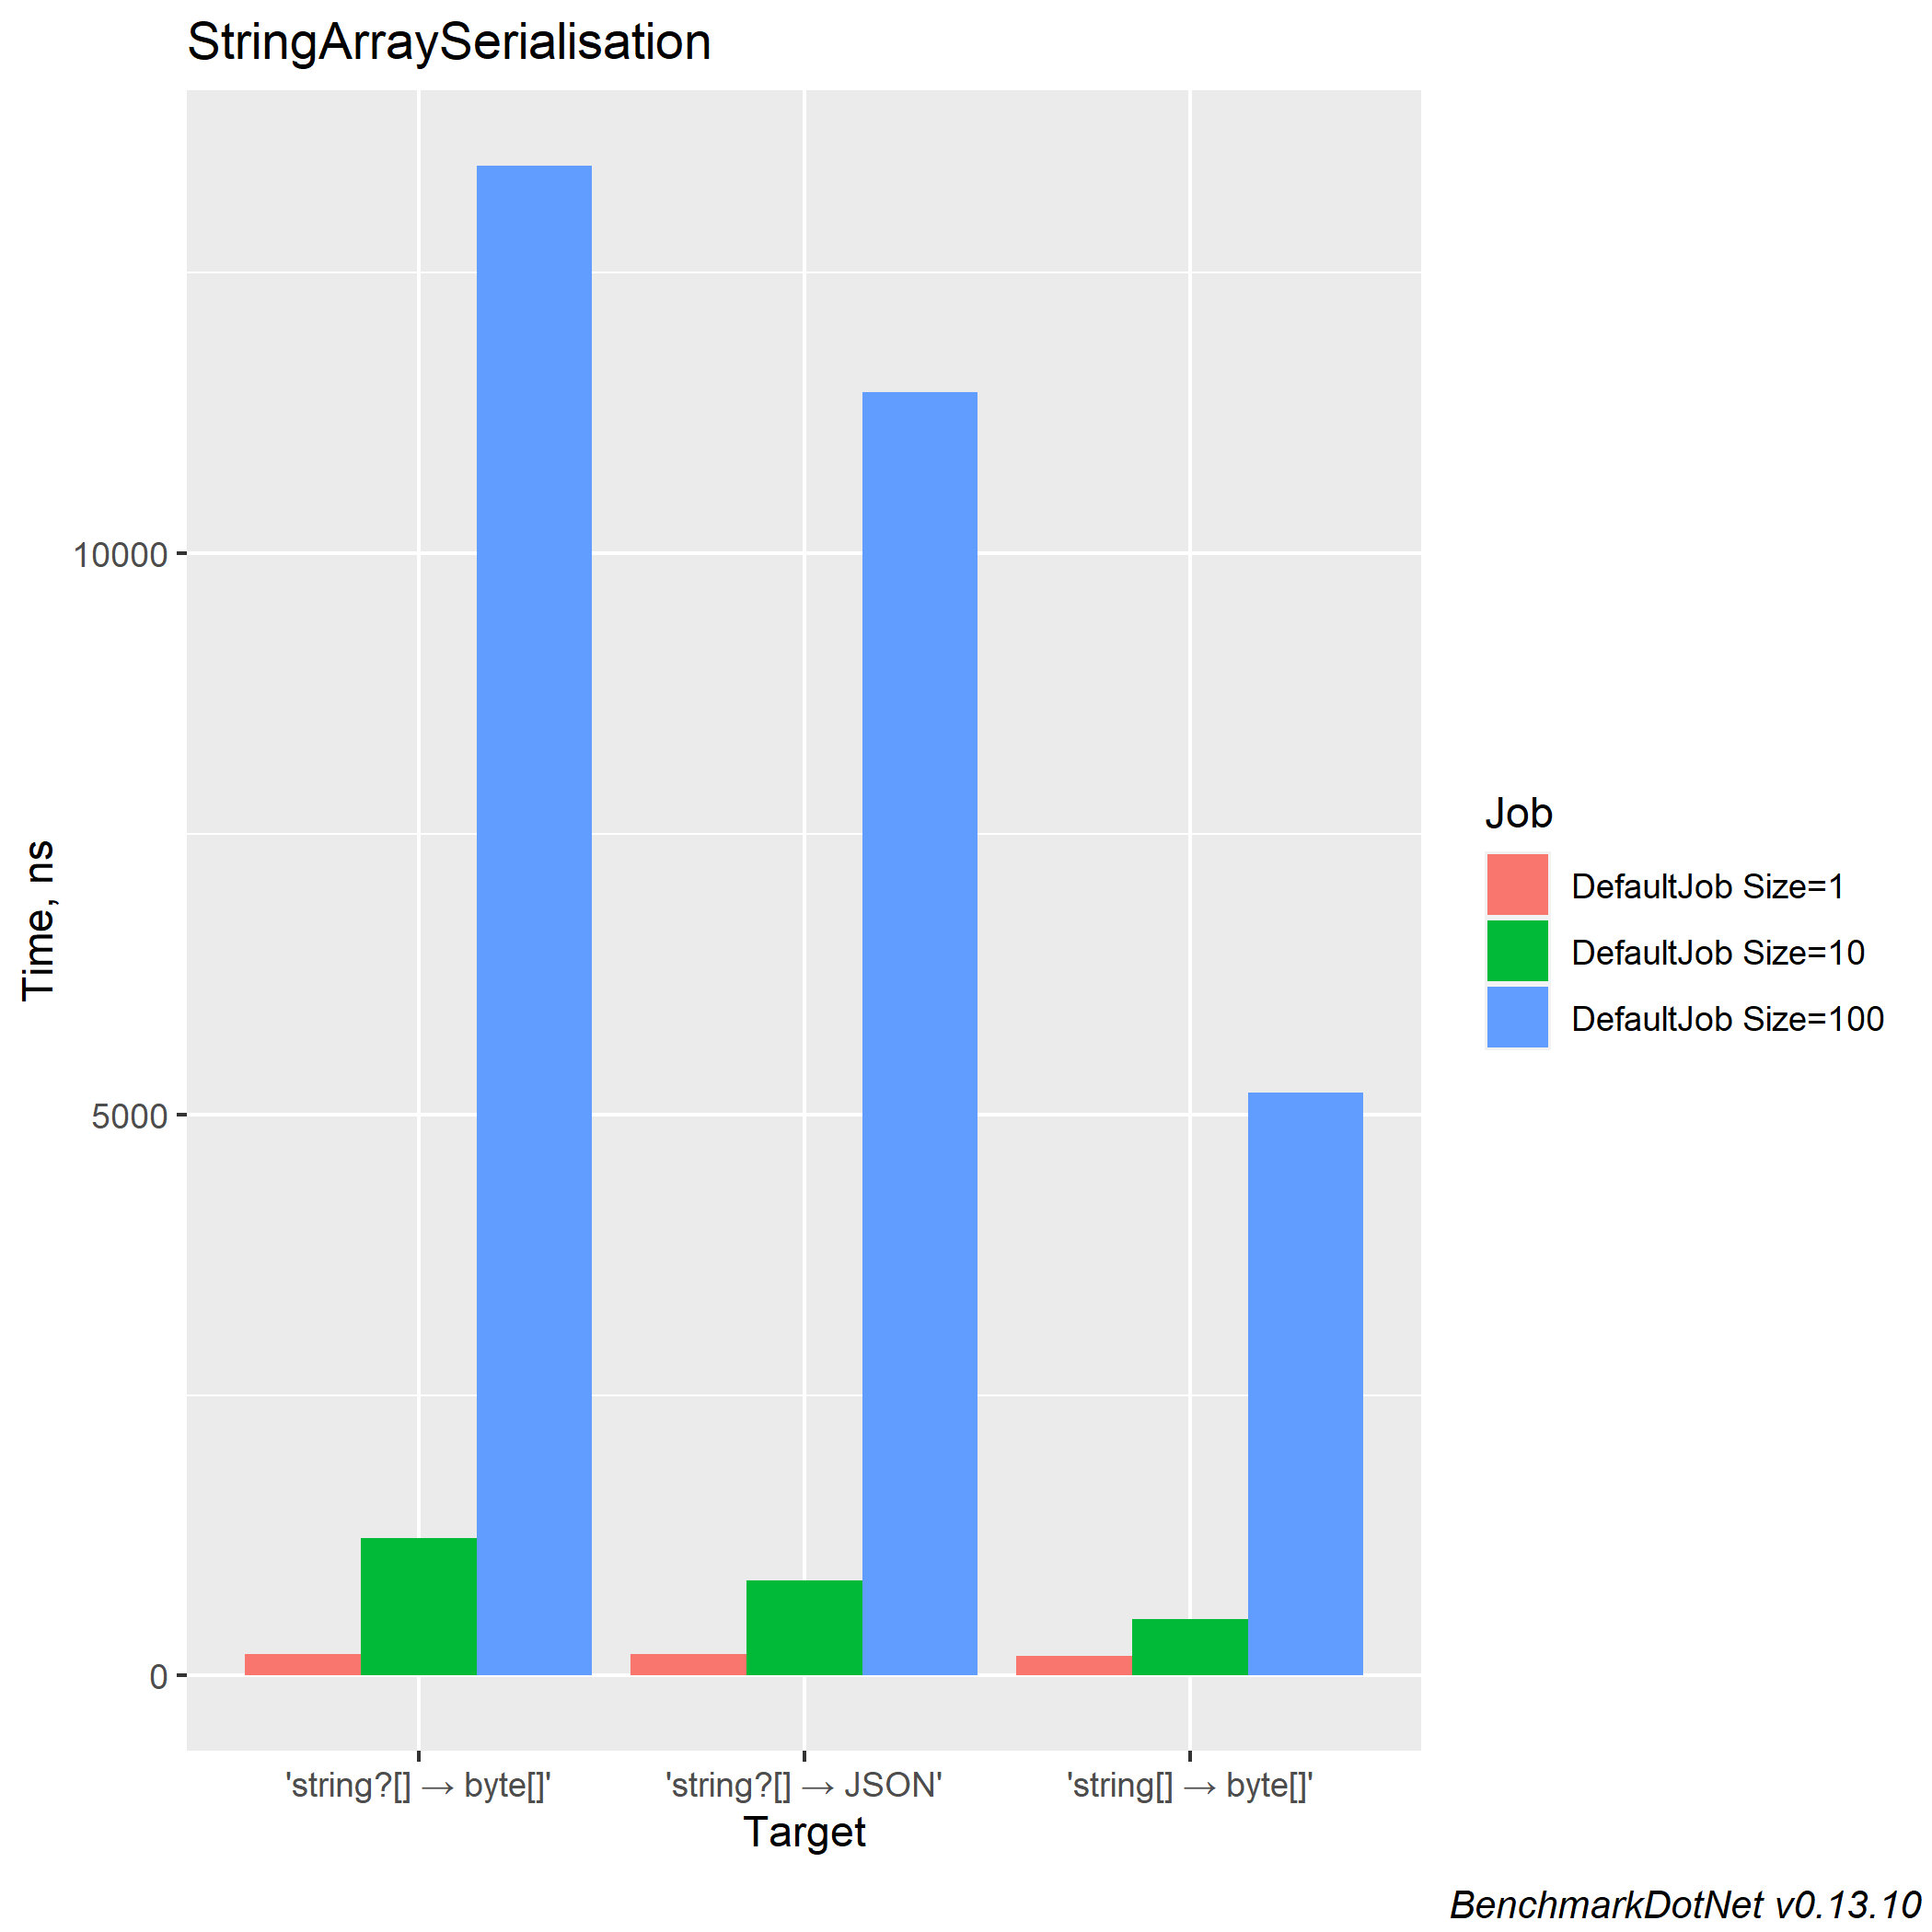 StringArraySerialisation
Time, ns
10000
5000
0
'string?[] → byte[]'
'string?[] → JSON'
'string[] → byte[]'
Target
Job
DefaultJob Size=1
DefaultJob Size=10
DefaultJob Size=100
BenchmarkDotNet v0.13.10